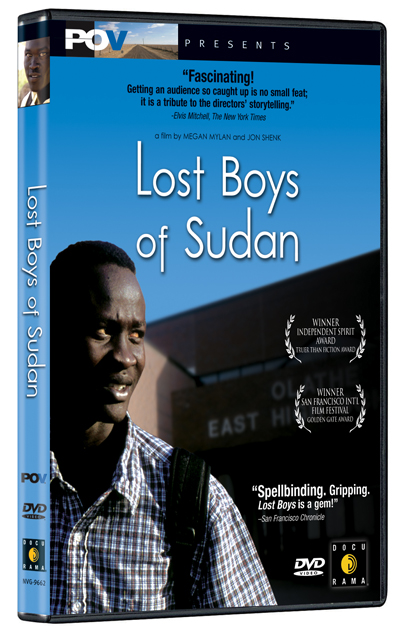 POV PRESENTS
"Fascinating!
Getting an audience so caught up is no small feat;
it is a tribute to the directors' storytelling."
-Elvis Mitchell, The New York Times
a film by MEGAN MYLAN and JON SHENK
Lost Boys
of Sudan
WINNER
INDEPENDENT SPIRIT
AWARD
TRUER THAN FICTION AWARD
WINNER
SAN FRANCISCO INT'L
FILM FESTIVAL
GOLDEN GATE AWARD
OLATHE
EAST HI
"Spellbinding. Gripping.
Lost Boys is a gem!"
–San Francisco Chronicle
DVD
VIDEO
DOCU
RAMA
Lost Boys of Sudan
POV
DVD
VIDEO
DOCU
RAMA
NVG-9662